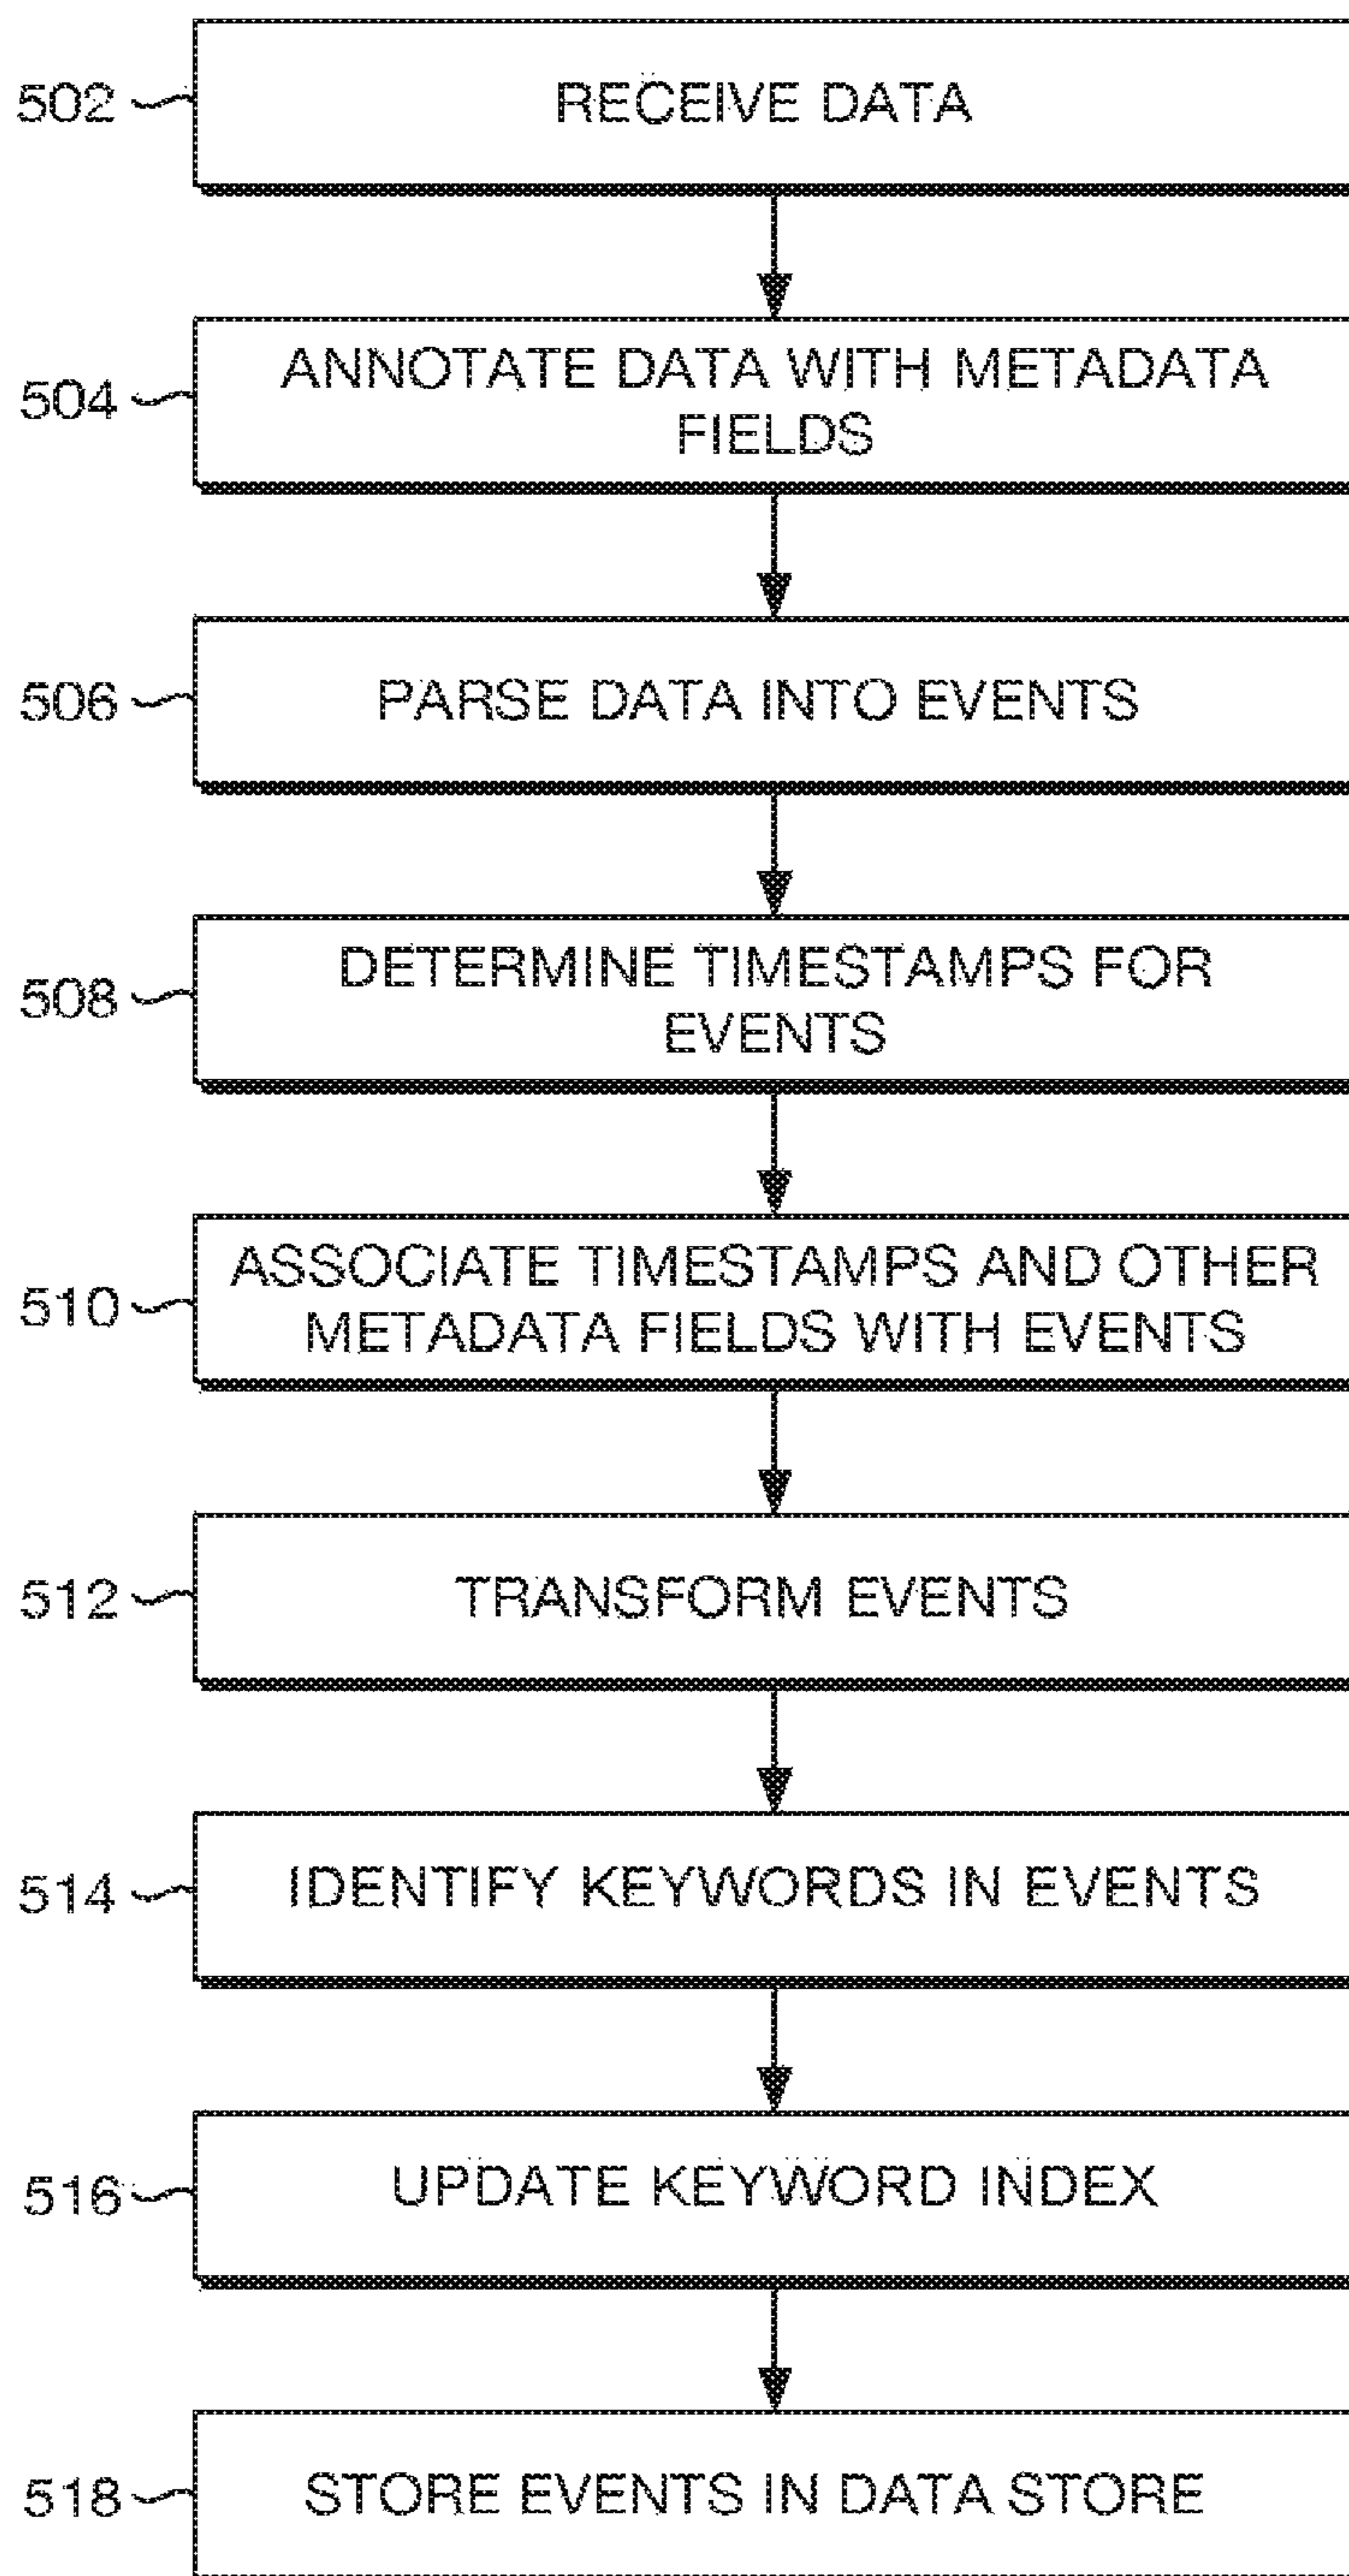 502
RECEIVE DATA
504
ANNOTATE DATA WITH METADATA
FIELDS
506
PARSE DATA INTO EVENTS
508
DETERMINE TIMESTAMPS FOR
EVENTS
510
ASSOCIATE TIMESTAMPS AND OTHER
METADATA FIELDS WITH EVENTS
512
TRANSFORM EVENTS
514
IDENTIFY KEYWORDS IN EVENTS
516
UPDATE KEYWORD INDEX
518
STORE EVENTS IN DATA STORE